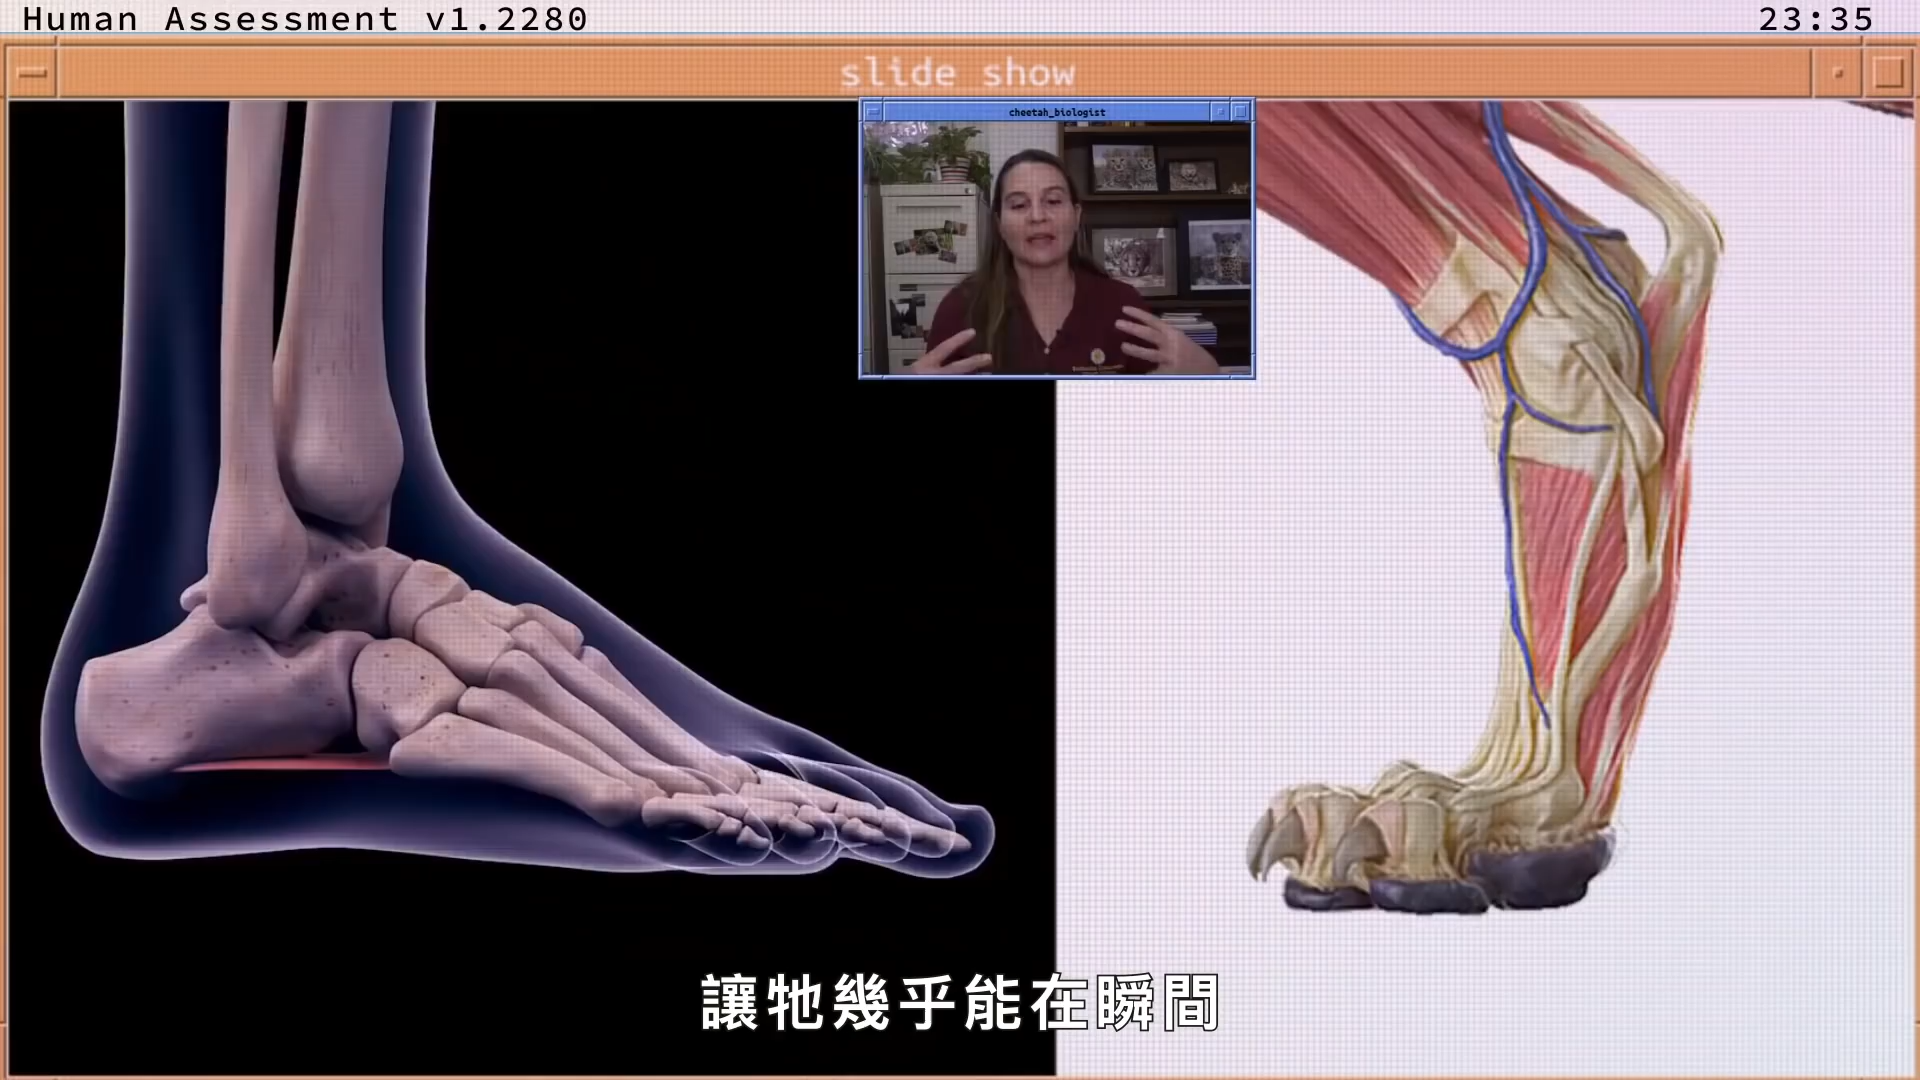 Human Assessment v1.2280
23:35
slide show
cheetah_biologist
讓牠幾乎能在瞬間